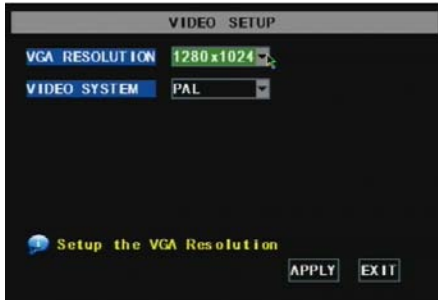 VIDEO SETUP
VGA RESOLUTION 1280x1024
VIDEO SYSTEM PAL
Setup the VGA Resolution
APPLY EXIT